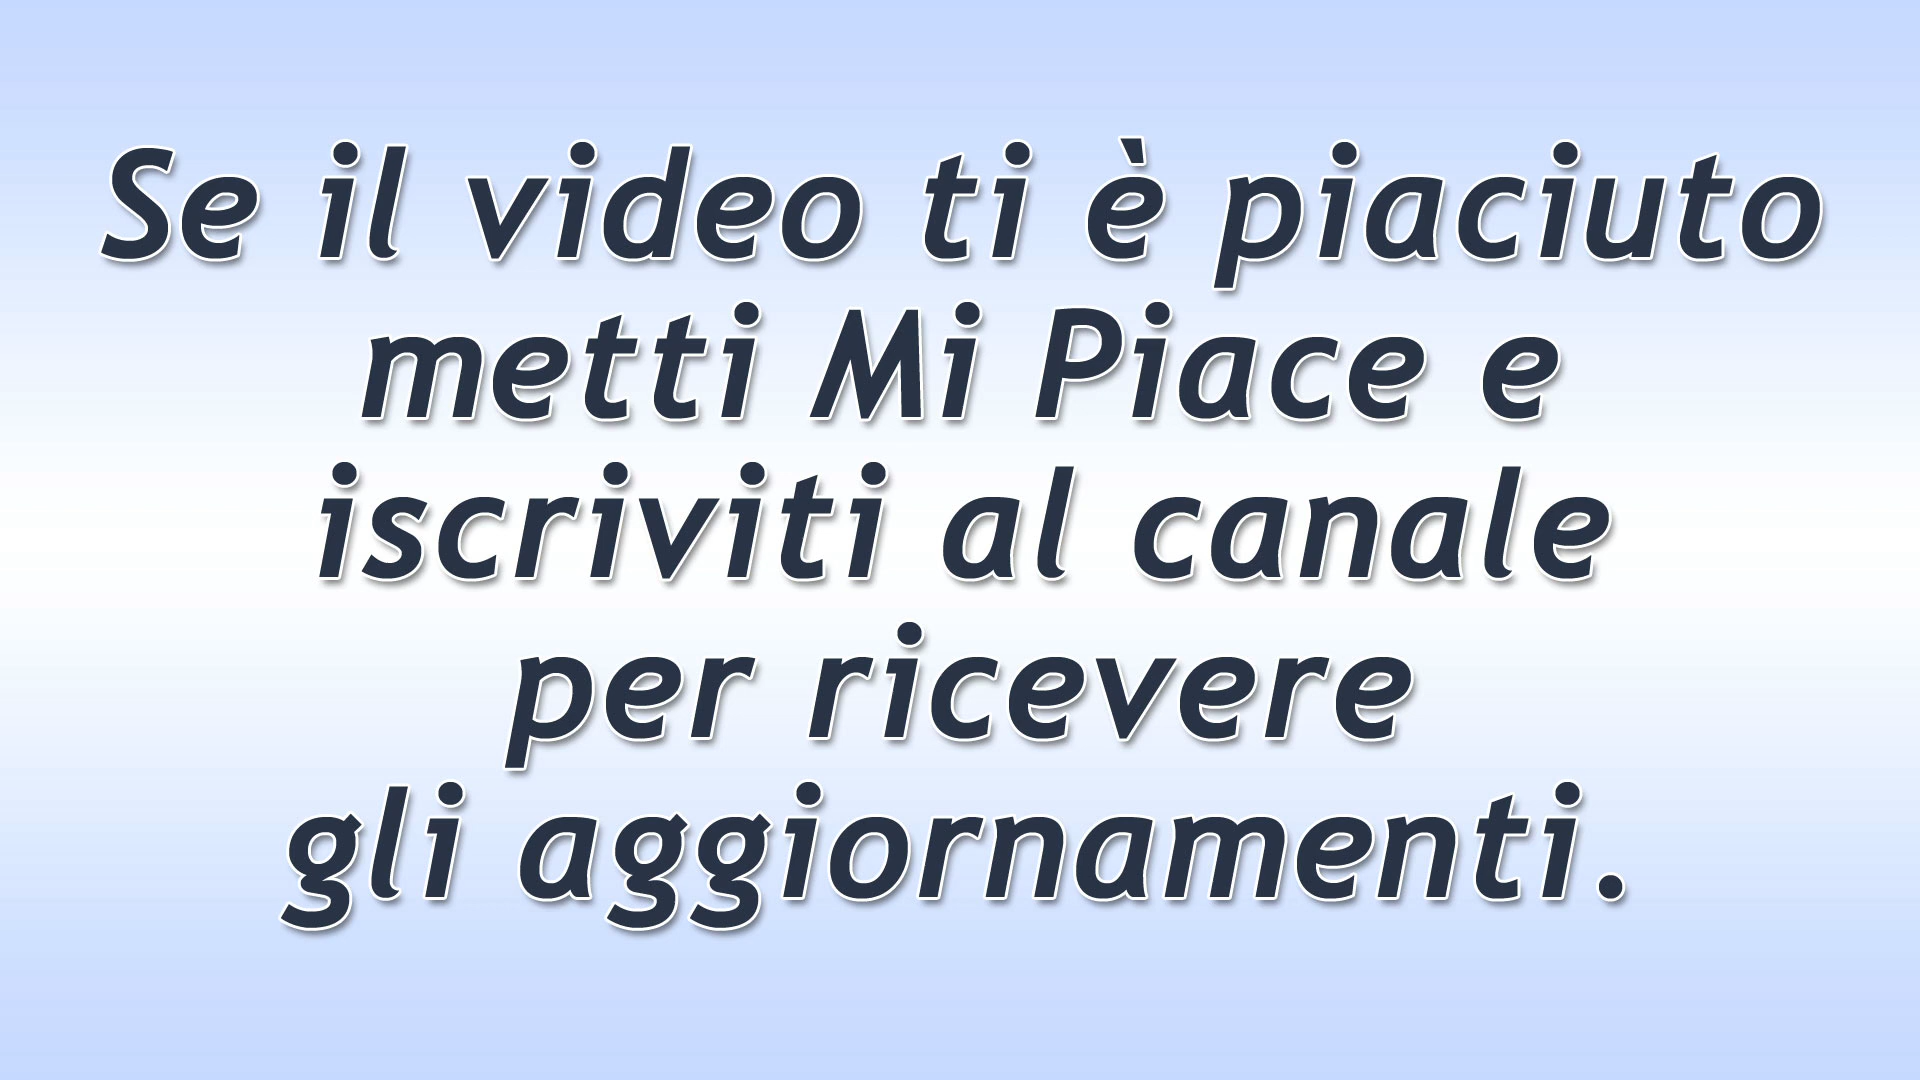 Se il video ti è piaciuto
metti Mi Piace e
iscriviti al canale
per ricevere
gli aggiornamenti.